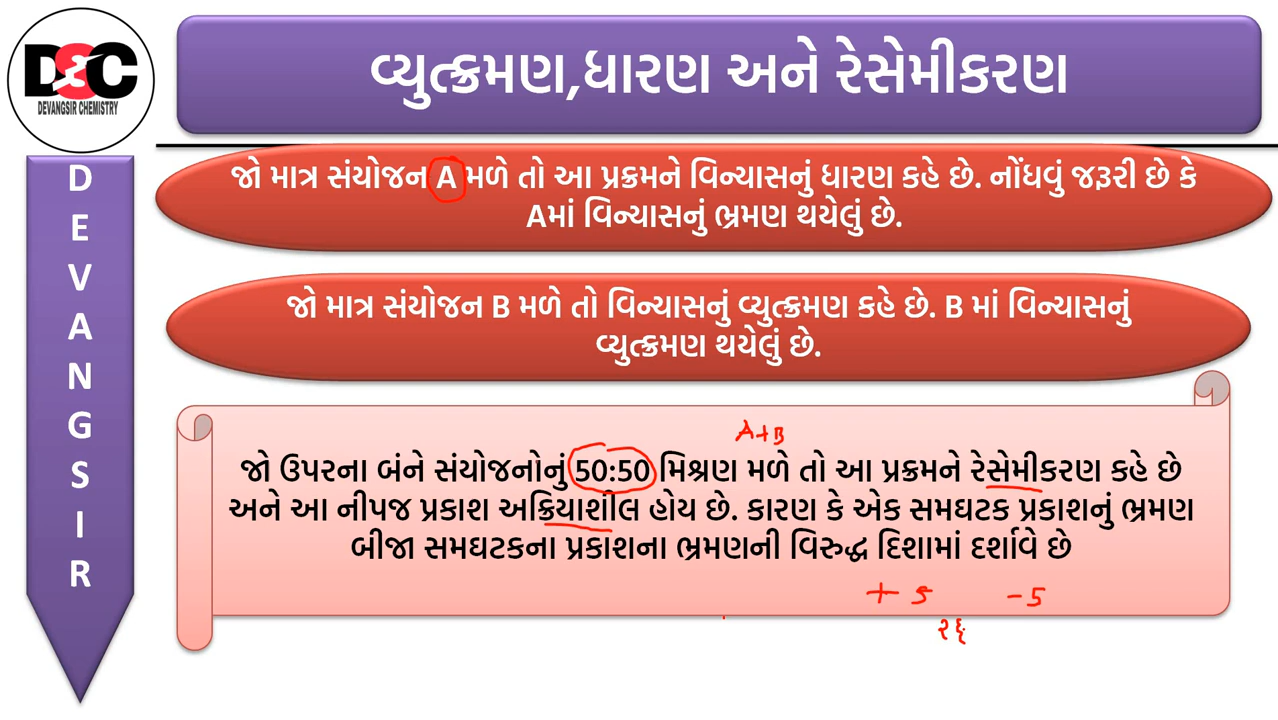 DSC
DEVANGSIR CHEMISTRY
વ્યુત્ક્રમણ,ધારણ અને રેસેમીકરણ
D
E
V
A
N
G
S
I
R
જો માત્ર સંયોજન A મળે તો આ પ્રક્રમને વિન્યાસનું ધારણ કહે છે. નોંધવું જરૂરી છે કે
Aમાં વિન્યાસનું ભ્રમણ થયેલું છે.
જો માત્ર સંયોજન B મળે તો વિન્યાસનું વ્યુત્ક્રમણ કહે છે. B માં વિન્યાસનું
વ્યુત્ક્રમણ થયેલું છે.
A+B
જો ઉપરના બંને સંયોજનોનું 50:50 મિશ્રણ મળે તો આ પ્રક્રમને રેસેમીકરણ કહે છે
અને આ નીપજ પ્રકાશ અક્રિયાશીલ હોય છે. કારણ કે એક સમઘટક પ્રકાશનું ભ્રમણ
બીજા સમઘટકના પ્રકાશના ભ્રમણની વિરુદ્ધ દિશામાં દર્શાવે છે
+ 5 - 5